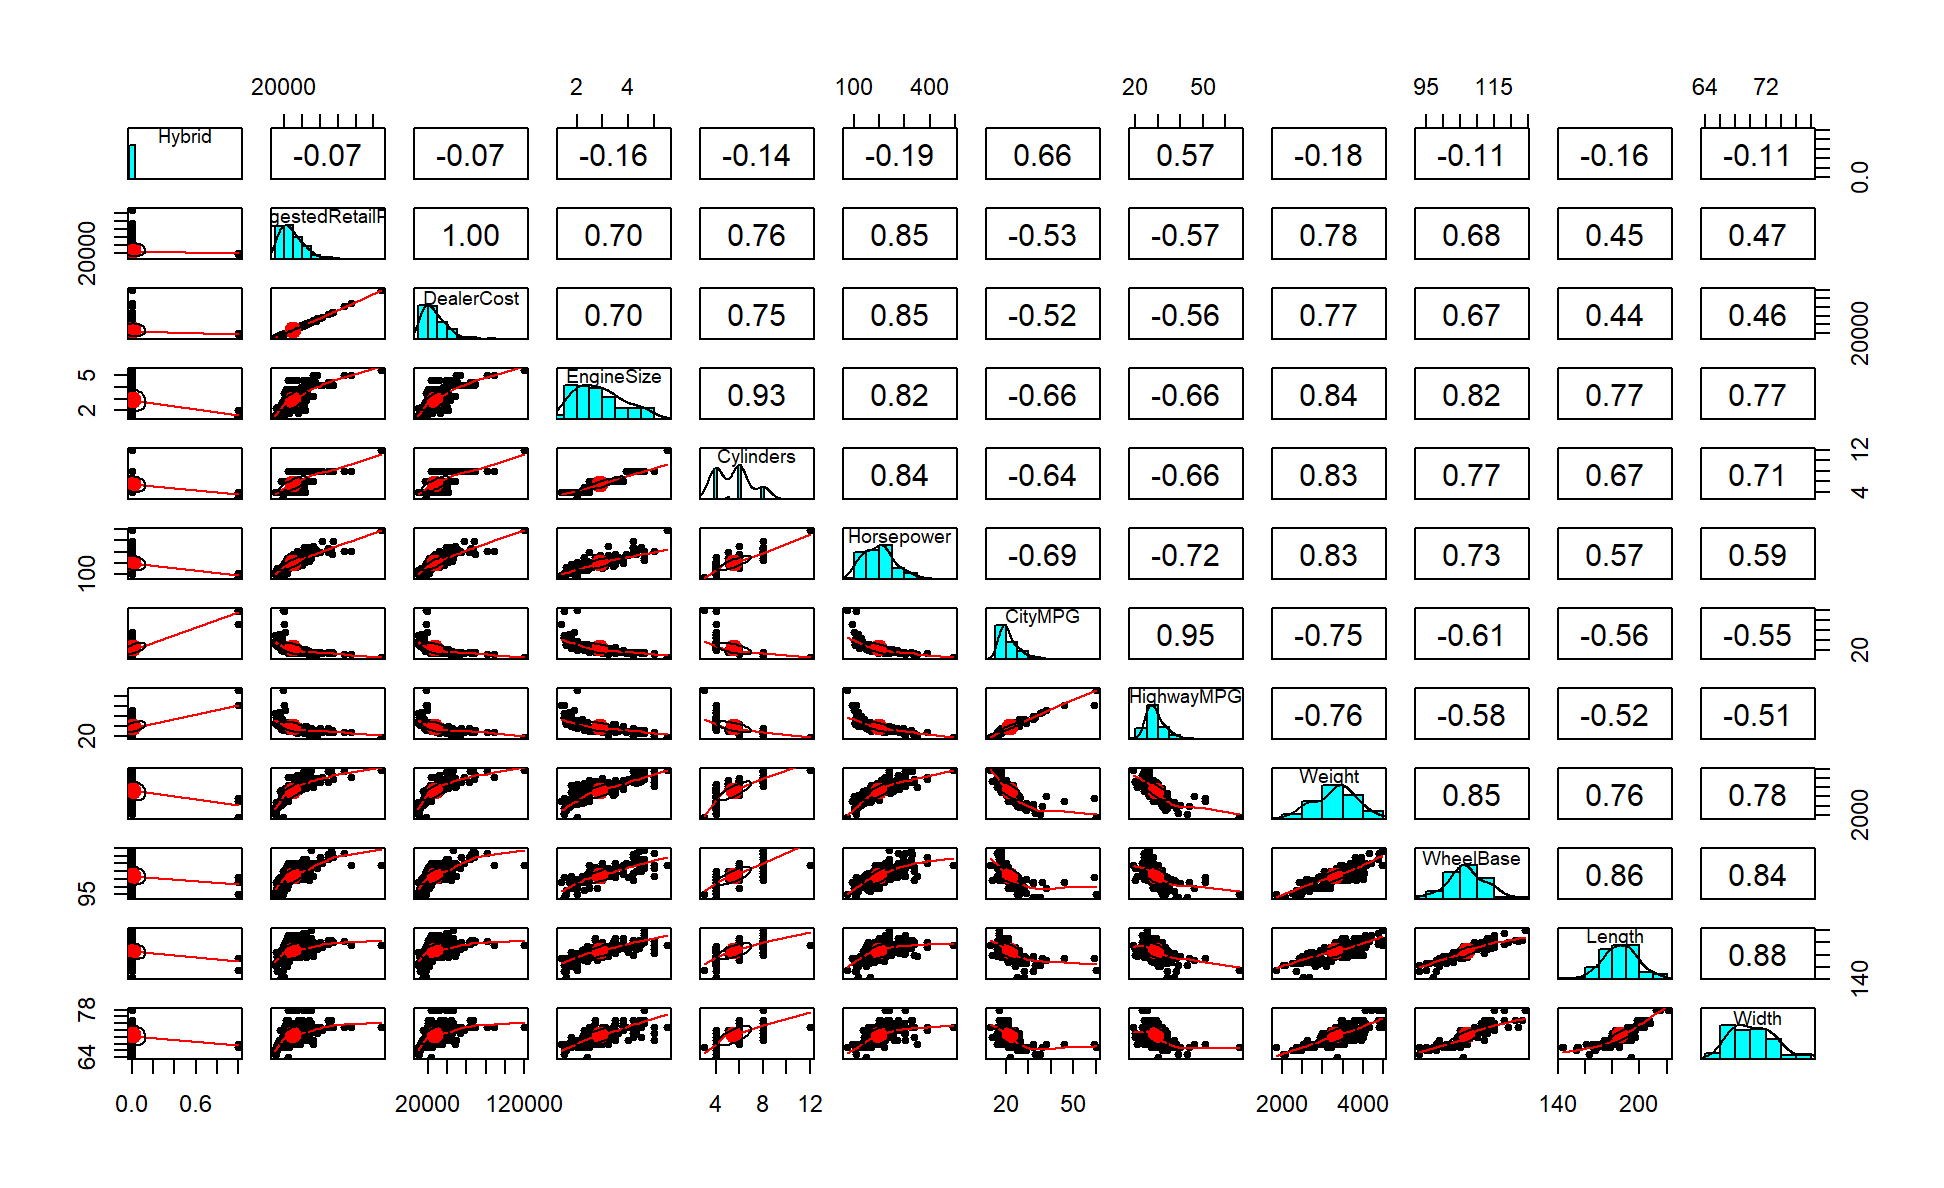 20000 2 4 100 400 20 50 95 115 64 72
Hybrid -0.07 -0.07 -0.16 -0.14 -0.19 0.66 0.57 -0.18 -0.11 -0.16 -0.11 0.0
20000 gestedRetailP 1.00 0.70 0.76 0.85 -0.53 -0.57 0.78 0.68 0.45 0.47
DealerCost 0.70 0.75 0.85 -0.52 -0.56 0.77 0.67 0.44 0.46 20000
2 5 EngineSize 0.93 0.82 -0.66 -0.66 0.84 0.82 0.77 0.77
Cylinders 0.84 -0.64 -0.66 0.83 0.77 0.67 0.71 4 12
100 Horsepower -0.69 -0.72 0.83 0.73 0.57 0.59
CityMPG 0.95 -0.75 -0.61 -0.56 -0.55 20
20 HighwayMPG -0.76 -0.58 -0.52 -0.51
Weight 0.85 0.76 0.78 2000
95 WheelBase 0.86 0.84
Length 0.88 140
64 78 Width
0.0 0.6 20000 120000 4 8 12 20 50 2000 4000 140 200